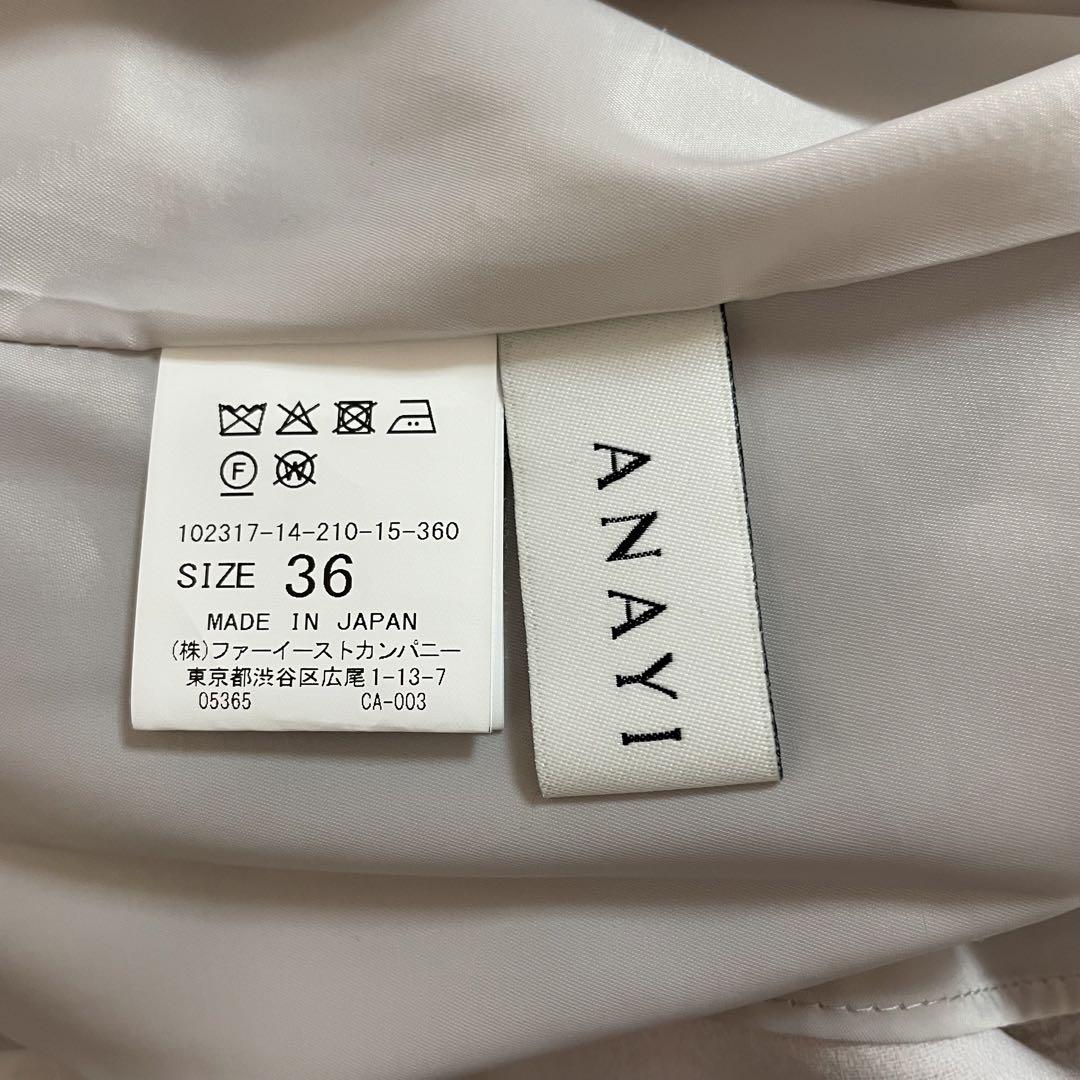 F W
102317-14-210-15-360
SIZE 36
MADE IN JAPAN
(株)ファーイーストカンパニー
東京都渋谷区広尾1-13-7
05365 CA-003
ANAYI